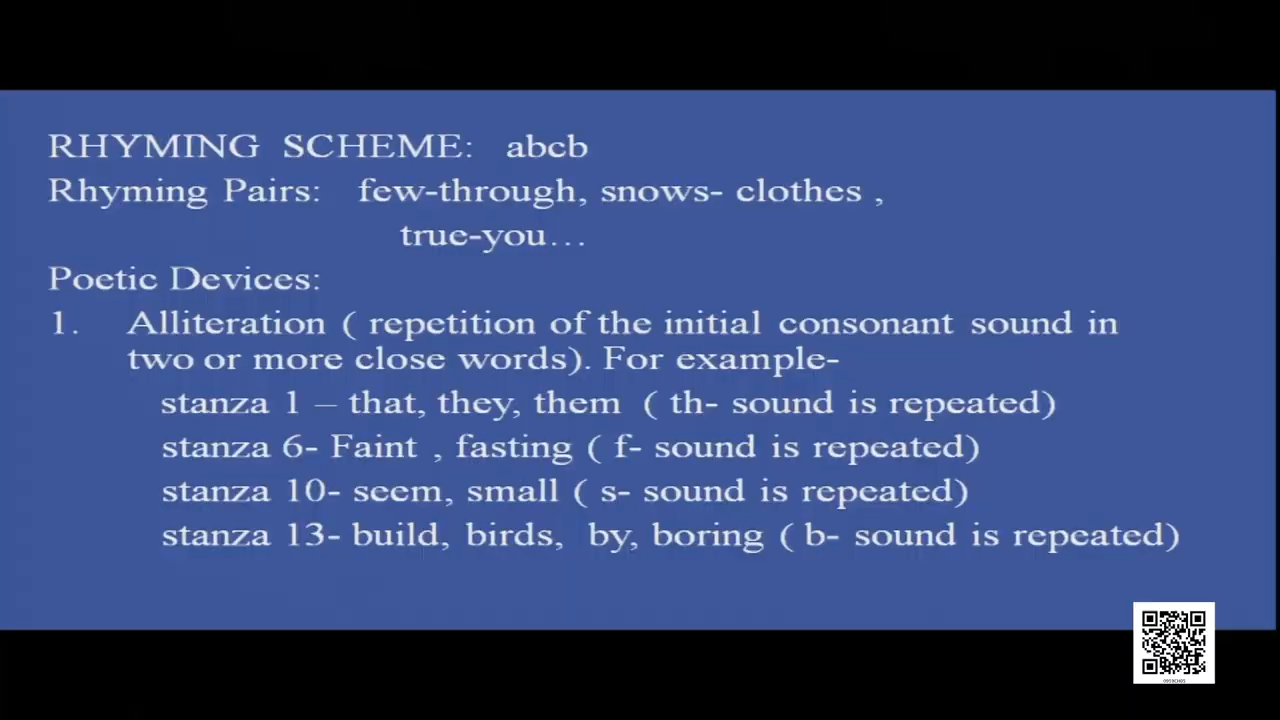 RHYMING SCHEME: abcb
Rhyming Pairs: few-through, snows- clothes ,
true-you...
Poetic Devices:
1. Alliteration ( repetition of the initial consonant sound in
two or more close words). For example-
stanza 1 – that, they, them ( th- sound is repeated)
stanza 6- Faint , fasting ( f- sound is repeated)
stanza 10- seem, small ( s- sound is repeated)
stanza 13- build, birds, by, boring ( b- sound is repeated)